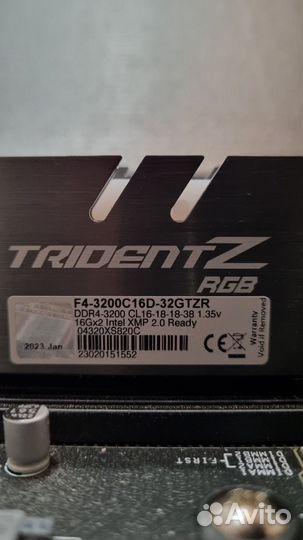 TRIDENTZ
RGB
F4-3200C16D-32GTZR
DDR4-3200 CL16-18-18-38 1.35v
16Gx2 Intel XMP 2.0 Ready
04320XS820C
2023 Jan
23020151552
Warranty
Void if Removed
CE
FIRST
Avito